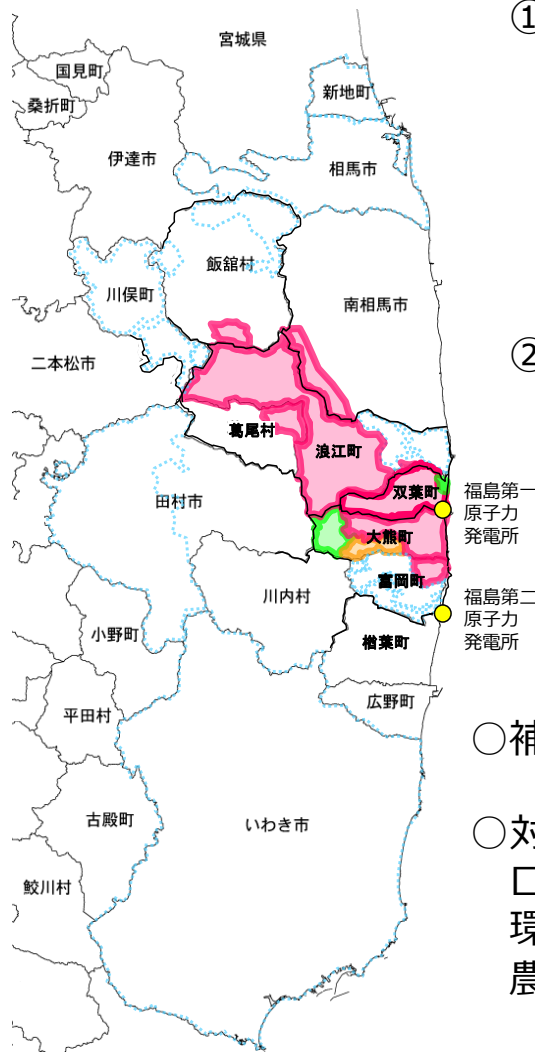 宮城県
①
国見町
新地町
桑折町
伊達市
相馬市
飯舘村
川俣町
南相馬市
②
二本松市
葛尾村
浪江町
双葉町
福島第一
原子力
発電所
田村市
大熊町
富岡町
川内村
福島第二
原子力
発電所
小野町
楢葉町
広野町
平田村
○補
古殿町
いわき市
○対
口
環
農
鮫川村